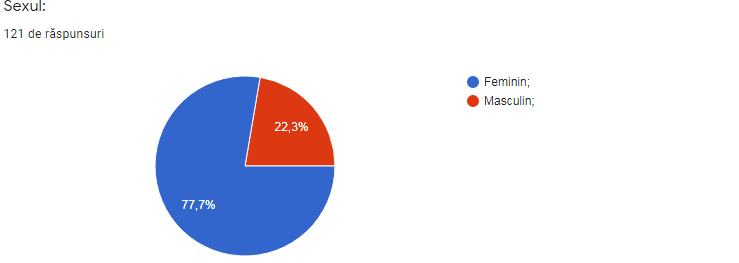 Sexul:
121 de răspunsuri
Feminin;
Masculin;
22,3%
77,7%